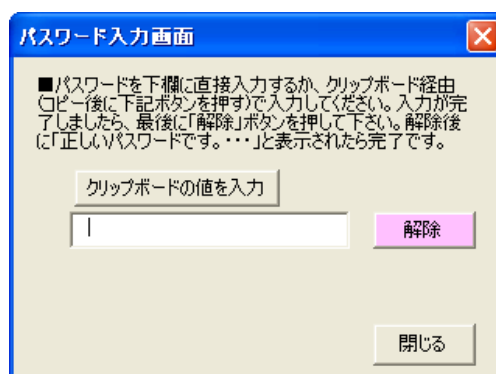 パスワード入力画面
■パスワードを下欄に直接入力するか、クリップボード経由
(コピー後に下記ボタンを押す)で入力してください。入力が完
了しましたら、最後に「解除」ボタンを押して下さい。解除後
に「正しいパスワードです。・・・」と表示されたら完了です。
クリップボードの値を入力
解除
閉じる